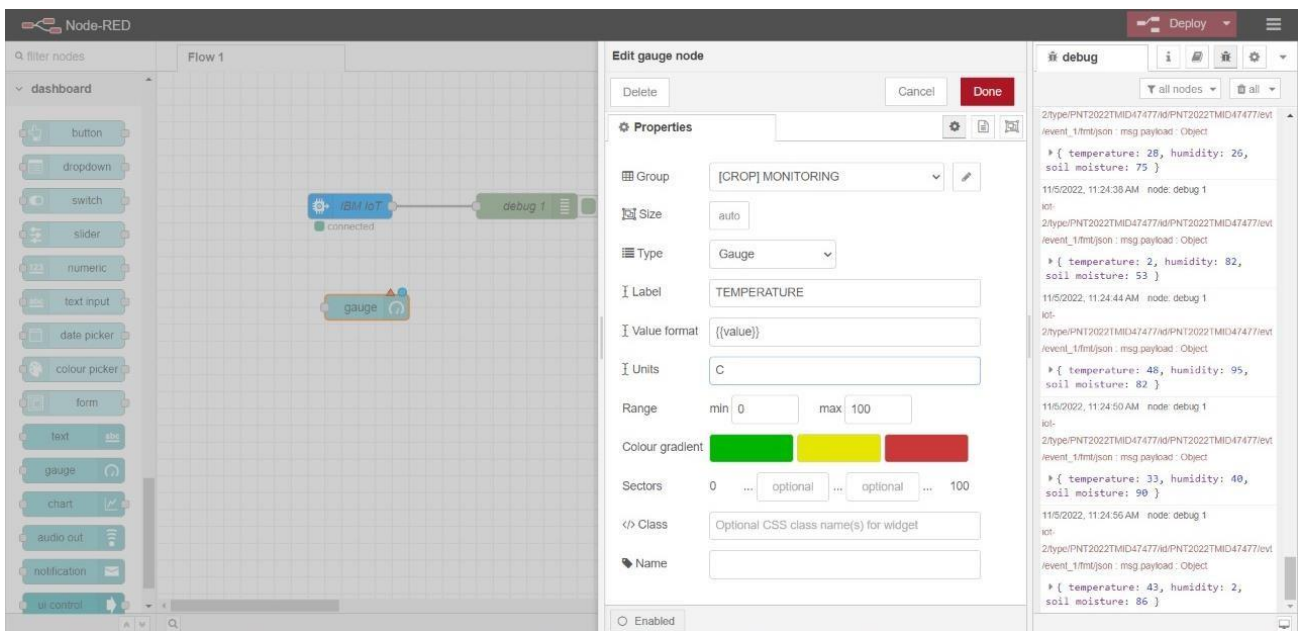 Node-RED
Deploy
filter nodes
Flow 1
dashboard
button
dropdown
switch
slider
numeric
text input
date picker
colour picker
form
text
gauge
chart
audio out
notification
ui control
IBM IoT
connected
debug 1
gauge
Edit gauge node
Delete
Cancel
Done
Properties
Group
[CROP] MONITORING
Size
auto
Type
Gauge
Label
TEMPERATURE
Value format
{{value}}
Units
C
Range
min 0
max 100
Colour gradient
Sectors
0 ... optional ... optional ... 100
</> Class
Optional CSS class name(s) for widget
Name
Enabled
debug
all nodes
all
2/type/PNT2022TMID47477/id/PNT2022TMID47477/evt
/event_1/fmt/json : msg.payload : Object
{ temperature: 28, humidity: 26,
soil moisture: 75 }
11/5/2022, 11:24:38 AM node: debug 1
iot-
2/type/PNT2022TMID47477/id/PNT2022TMID47477/evt
/event_1/fmt/json : msg.payload : Object
{ temperature: 2, humidity: 82,
soil moisture: 53 }
11/5/2022, 11:24:44 AM node: debug 1
iot-
2/type/PNT2022TMID47477/id/PNT2022TMID47477/evt
/event_1/fmt/json : msg.payload : Object
{ temperature: 48, humidity: 95,
soil moisture: 82 }
11/5/2022, 11:24:50 AM node: debug 1
iot-
2/type/PNT2022TMID47477/id/PNT2022TMID47477/evt
/event_1/fmt/json : msg.payload : Object
{ temperature: 33, humidity: 40,
soil moisture: 90 }
11/5/2022, 11:24:56 AM node: debug 1
iot-
2/type/PNT2022TMID47477/id/PNT2022TMID47477/evt
/event_1/fmt/json : msg.payload : Object
{ temperature: 43, humidity: 2,
soil moisture: 86 }